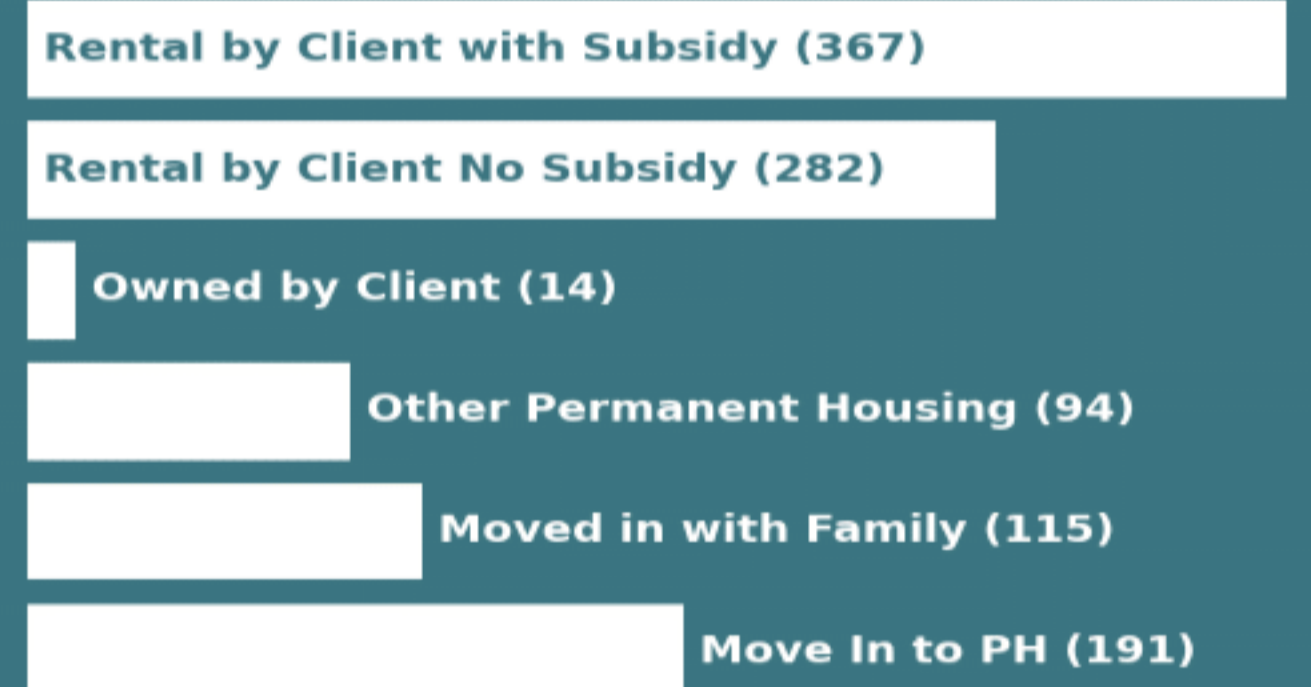 Rental by Client with Subsidy (367)
Rental by Client No Subsidy (282)
Owned by Client (14)
Other Permanent Housing (94)
Moved in with Family (115)
Move In to PH (191)